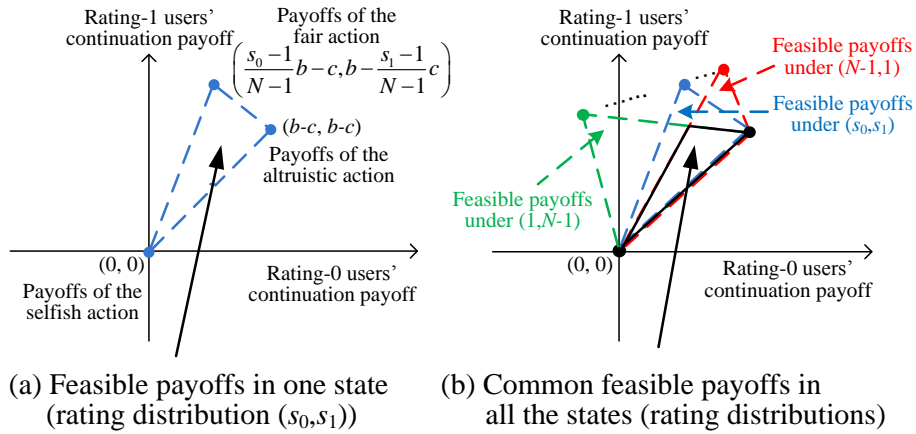 Rating-1 users'
continuation payoff
Payoffs of the
fair action
(\frac{s_0-1}{N-1}b-c, b-\frac{s_1-1}{N-1}c)
(b-c, b-c)
Payoffs of the
altruistic action
(0, 0)
Payoffs of the
selfish action
Rating-0 users'
continuation payoff
(a) Feasible payoffs in one state
(rating distribution (s₀,s₁))
Rating-1 users'
continuation payoff
Feasible payoffs
under (N-1,1)
Feasible payoffs
under (s₀,s₁)
Feasible payoffs
under (1,N-1)
(0, 0)
Rating-0 users'
continuation payoff
(b) Common feasible payoffs in
all the states (rating distributions)